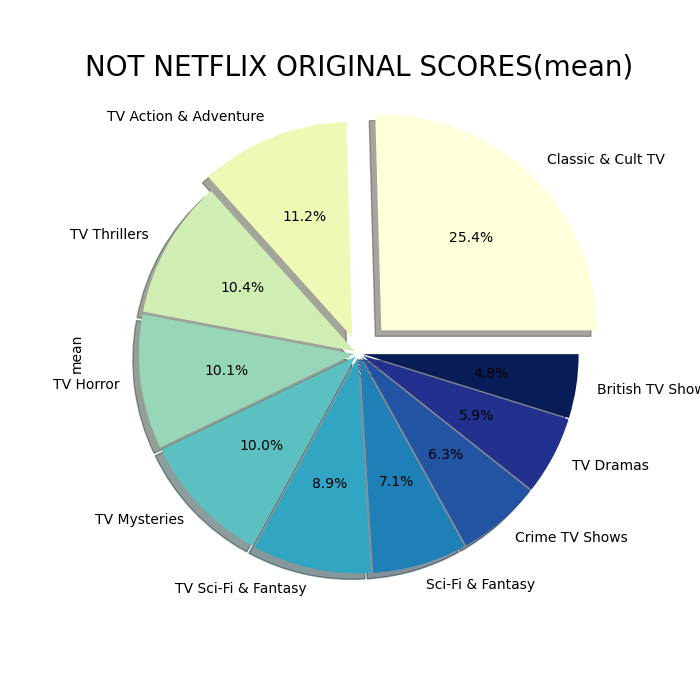 NOT NETFLIX ORIGINAL SCORES(mean)
TV Action & Adventure
Classic & Cult TV
11.2%
25.4%
TV Thrillers
10.4%
mean
TV Horror
10.1%
4.8%
British TV Show
5.9%
10.0%
6.3%
TV Dramas
8.9%
7.1%
TV Mysteries
Crime TV Shows
TV Sci-Fi & Fantasy
Sci-Fi & Fantasy